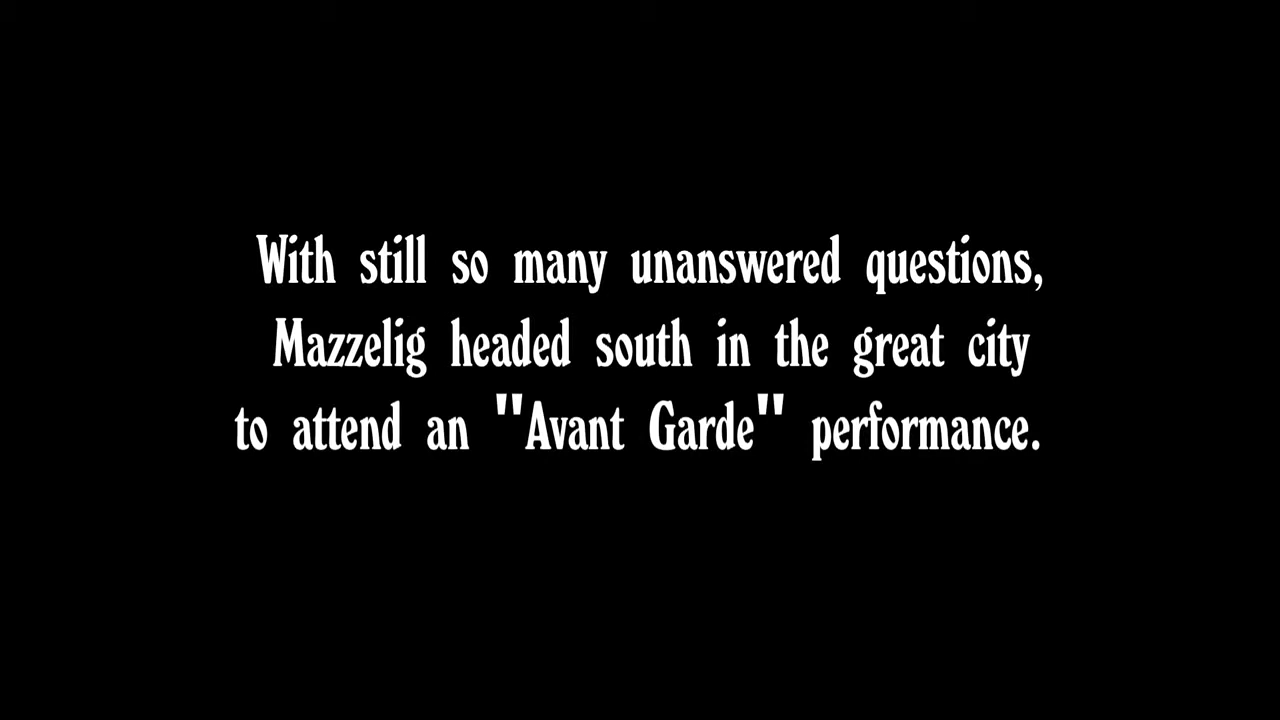 With still so many unanswered questions,
Mazzelig headed south in the great city
to attend an "Avant Garde" performance.